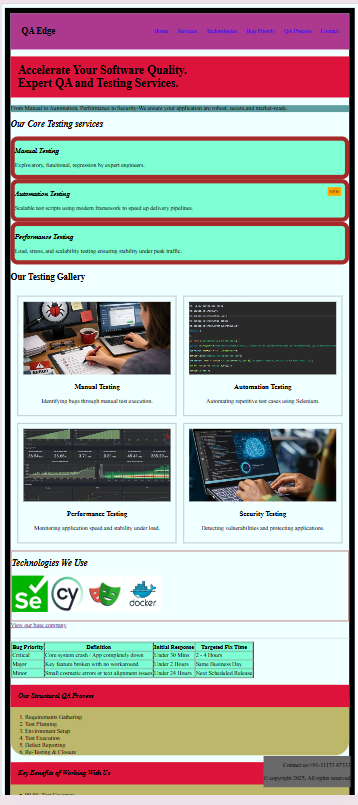 QA Edge
Home Services Technologies Bug Priority QA Process Contact
Accelerate Your Software Quality.
Expert QA and Testing Services.
From Manual to Automation, Performance to Security-We ensure your application are robust, secure,and market-ready.
Our Core Testing services
Manual Testing
Exploratory, functional, regression by expert engineers.
Automation Testing
NEW
Scalable test scripts using modern framework to speed up delivery pipelines.
Performance Testing
Load, stress, and scalability testing ensuring stability under peak traffic.
Our Testing Gallery
Manual Testing
Identifying bugs through manual test execution.
Automation Testing
Automating repetitive test cases using Selenium.
Performance Testing
Monitoring application speed and stability under load.
Security Testing
Detecting vulnerabilities and protecting applications.
Technologies We Use
Se cy docker
View our base company
Bug Priority Definition Initial Response Targeted Fix Time
Critical Core system crash / App completely down Under 30 Mins 2 - 4 Hours
Major Key feature broken with no workaround Under 2 Hours Same Business Day
Minor Small cosmetic errors or text alignment issues Under 24 Hours Next Scheduled Release
Our Structural QA Process
1. Requirements Gathering
2. Test Planning
3. Environment Setup
4. Test Execution
5. Defect Reporting
6. Re-Testing & Closure
Contact us:+91-01173 67333
Key Benefits of Working With Us
© copyright 2025, All rights reserved